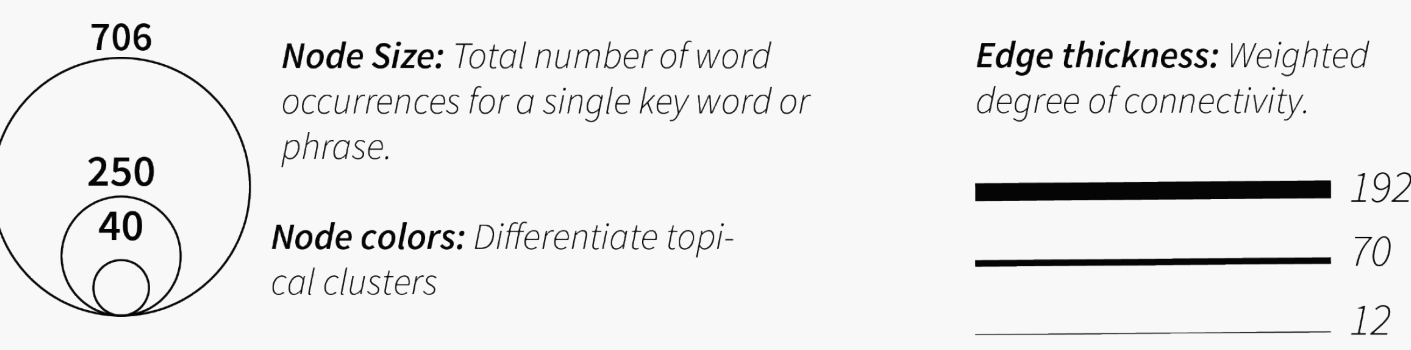 706
250
40
Node Size: Total number of word
occurrences for a single key word or
phrase.
Node colors: Differentiate topi-
cal clusters
Edge thickness: Weighted
degree of connectivity.
192
70
12